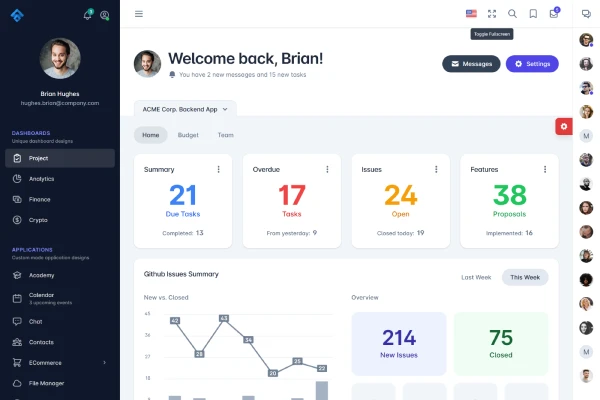 1
Brian Hughes
hughes.brian@company.com
DASHBOARDS
Unique dashboard designs
Project
Analytics
Finance
Crypto
APPLICATIONS
Custom-made application designs
Academy
Calendar
3 upcoming events
Chat
Contacts
ECommerce
File Manager
Toggle Fullscreen
Welcome back, Brian!
You have 2 new messages and 15 new tasks
Messages
Settings
ACME Corp. Backend App
Home
Budget
Team
Summary
21
Due Tasks
Completed: 13
Overdue
17
Tasks
From yesterday: 9
Issues
24
Open
Closed today: 19
Features
38
Proposals
Implemented: 16
Github Issues Summary
Last Week
This Week
New vs. Closed
45
36
27
18
42
28
43
34
20
25
22
Overview
214
New Issues
75
Closed
M
M